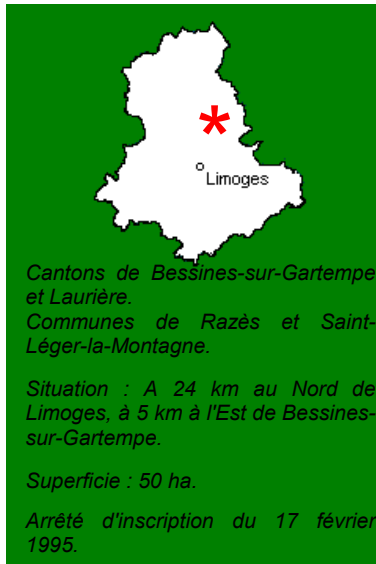 Limoges
Cantons de Bessines-sur-Gartempe
et Laurière.
Communes de Razès et Saint-
Léger-la-Montagne.
Situation : A 24 km au Nord de
Limoges, à 5 km à l'Est de Bessines-
sur-Gartempe.
Superficie : 50 ha.
Arrêté d'inscription du 17 février
1995.